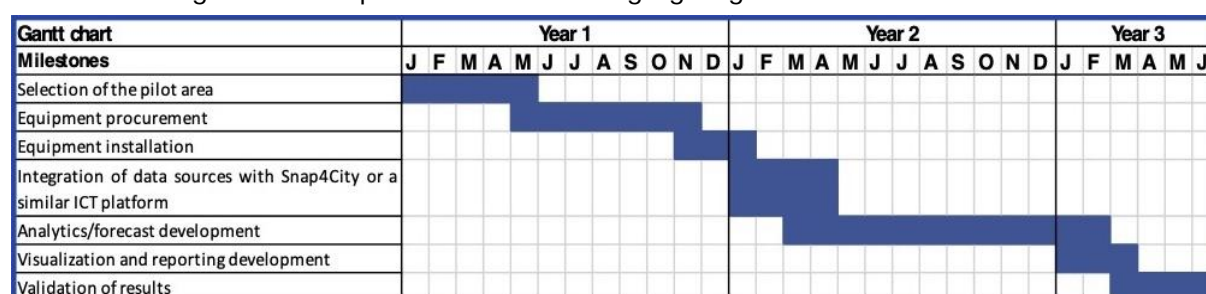 Gantt chart Year 1 Year 2 Year 3
Milestones J F M A M J J A S O N D J F M A M J J A S O N D J F M A M J
Selection of the pilot area
Equipment procurement
Equipment installation
Integration of data sources with Snap4City or a
similar ICT platform
Analytics/forecast development
Visualization and reporting development
Validation of results